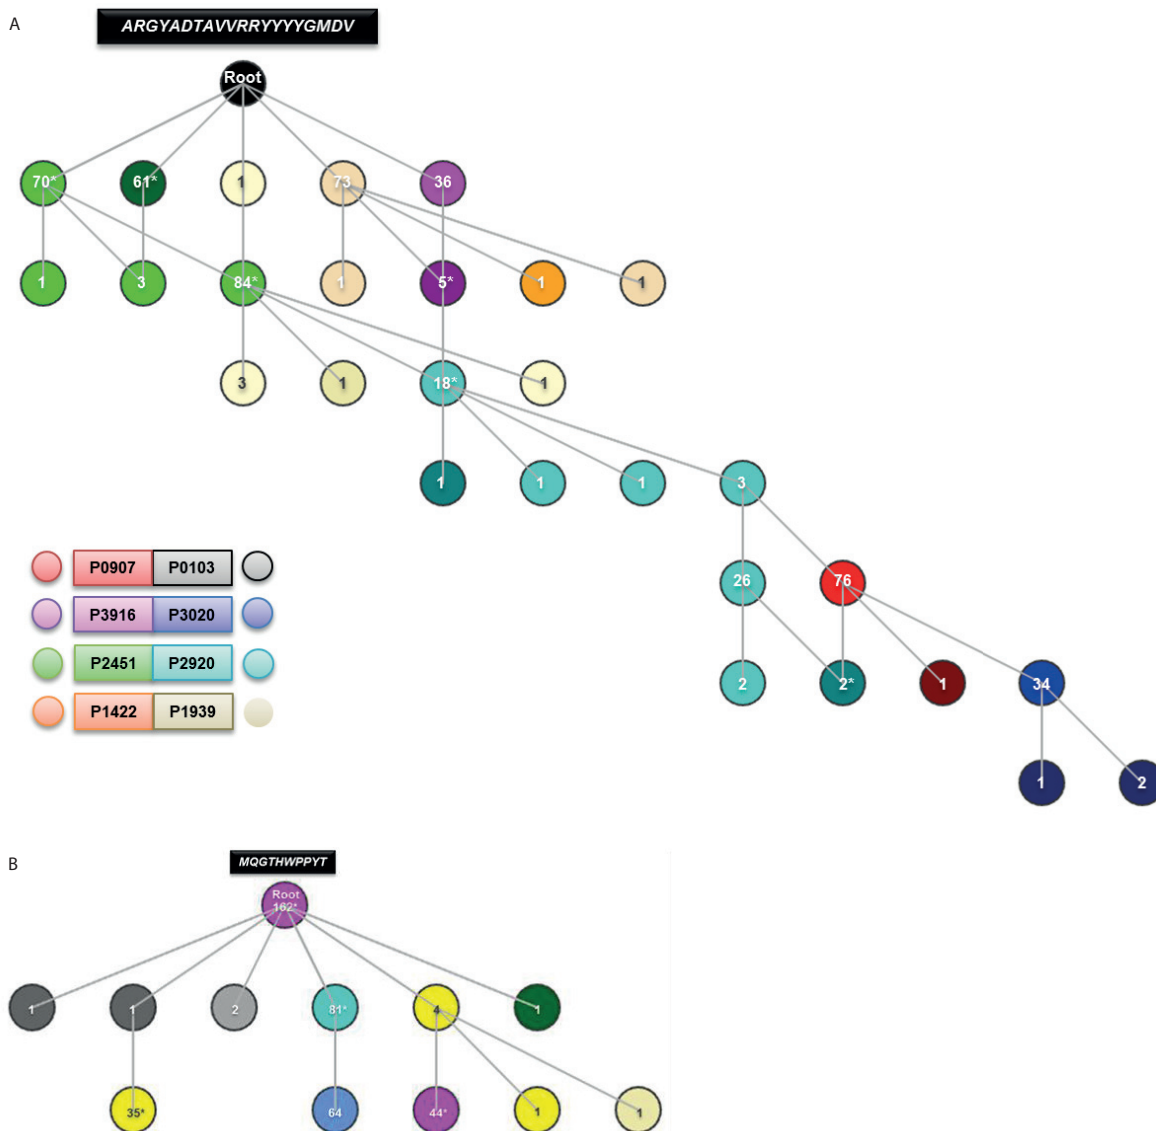 A
ARGYADTAVVRRYYYYGMDV
Root
70* 61* 1 73 36
1 3 84* 1 5* 1 1
3 1 18* 1
1 1 1 3
26 76
2 2* 1 34
1 2
P0907 P0103
P3916 P3020
P2451 P2920
P1422 P1939
B
MQGTHWPPYT
Root
162*
1 1 2 81* 4 1
35* 64 44* 1 1